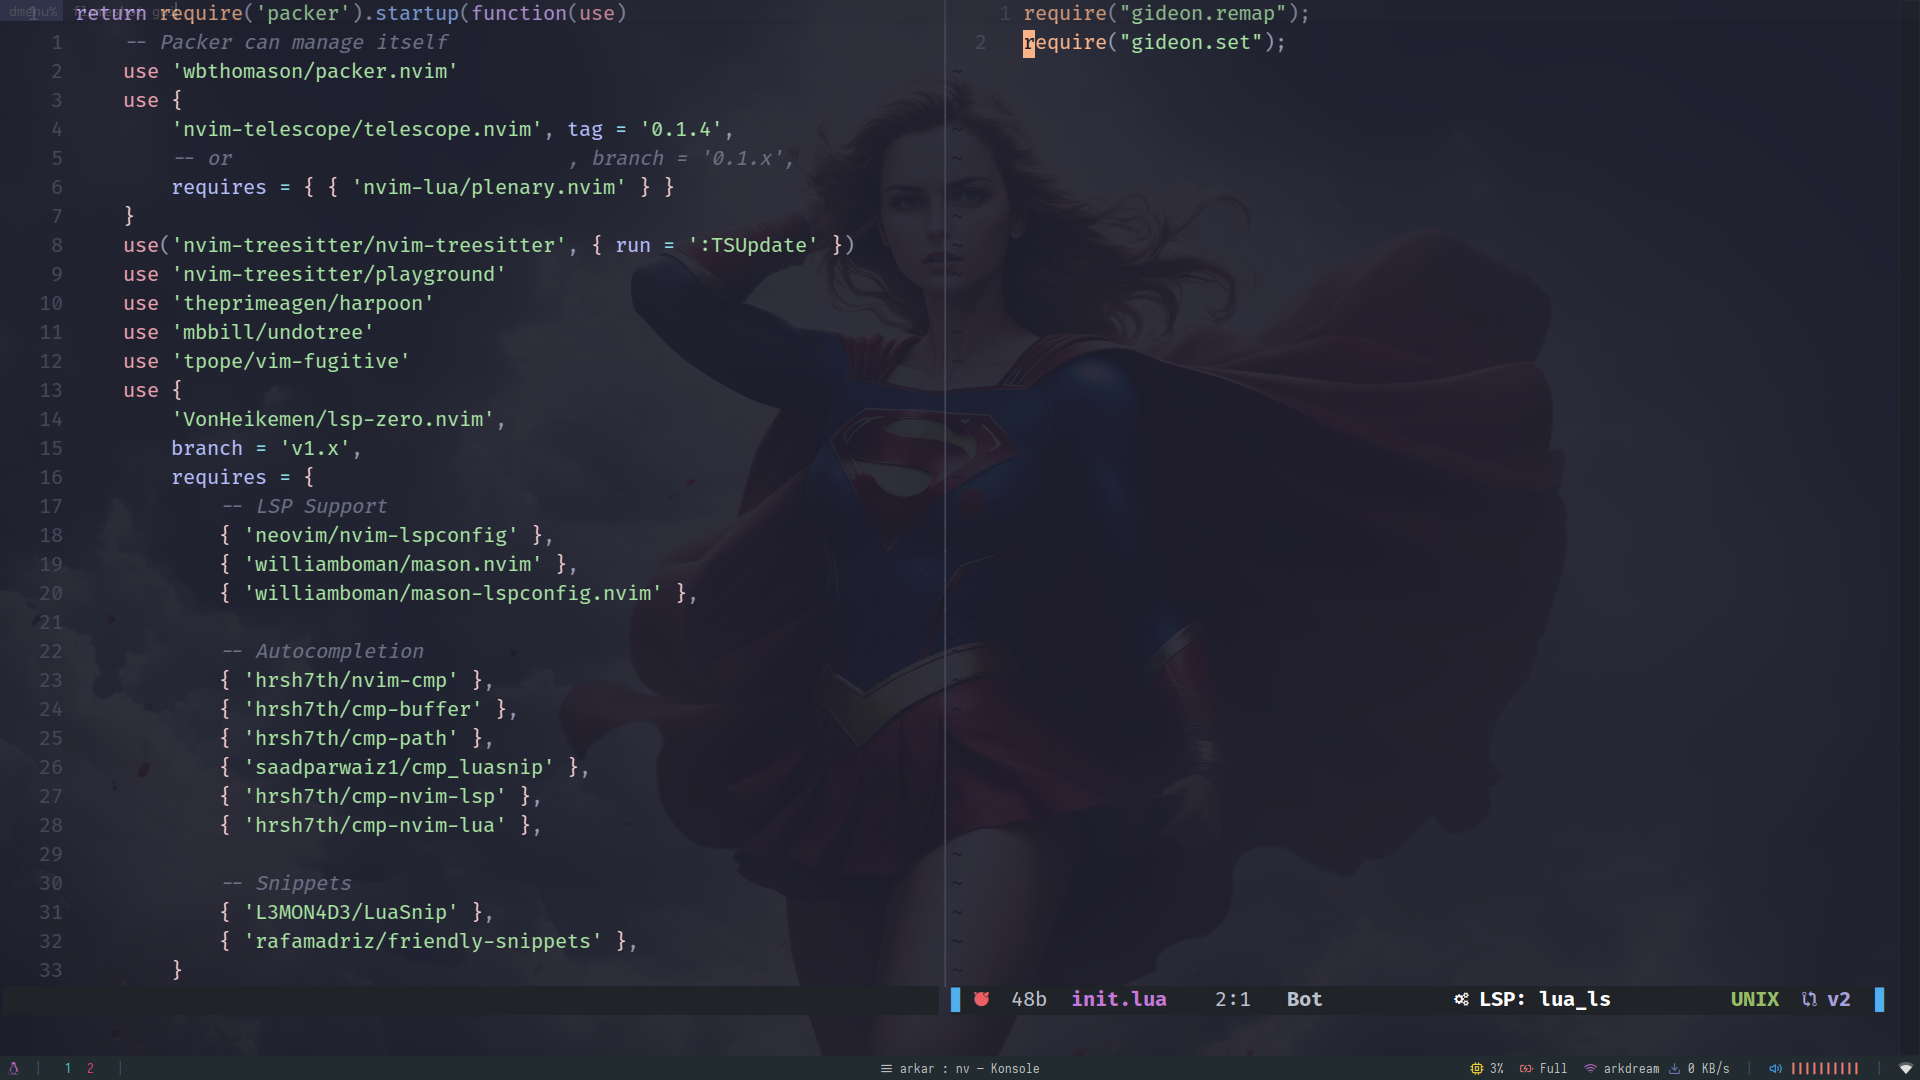 1 return require('packer').startup(function(use)
1 -- Packer can manage itself
2 use 'wbthomason/packer.nvim'
3 use {
4 'nvim-telescope/telescope.nvim', tag = '0.1.4',
5 -- or , branch = '0.1.x',
6 requires = { { 'nvim-lua/plenary.nvim' } }
7 }
8 use('nvim-treesitter/nvim-treesitter', { run = ':TSUpdate' })
9 use 'nvim-treesitter/playground'
10 use 'theprimeagen/harpoon'
11 use 'mbbill/undotree'
12 use 'tpope/vim-fugitive'
13 use {
14 'VonHeikemen/lsp-zero.nvim',
15 branch = 'v1.x',
16 requires = {
17 -- LSP Support
18 { 'neovim/nvim-lspconfig' },
19 { 'williamboman/mason.nvim' },
20 { 'williamboman/mason-lspconfig.nvim' },
21
22 -- Autocompletion
23 { 'hrsh7th/nvim-cmp' },
24 { 'hrsh7th/cmp-buffer' },
25 { 'hrsh7th/cmp-path' },
26 { 'saadparwaiz1/cmp_luasnip' },
27 { 'hrsh7th/cmp-nvim-lsp' },
28 { 'hrsh7th/cmp-nvim-lua' },
29
30 -- Snippets
31 { 'L3MON4D3/LuaSnip' },
32 { 'rafamadriz/friendly-snippets' },
33 }
1 require("gideon.remap");
2 require("gideon.set");
48b init.lua 2:1 Bot LSP: lua_ls UNIX v2
1 2 arkar : nv — Konsole 3% Full arkdream 0 KB/s